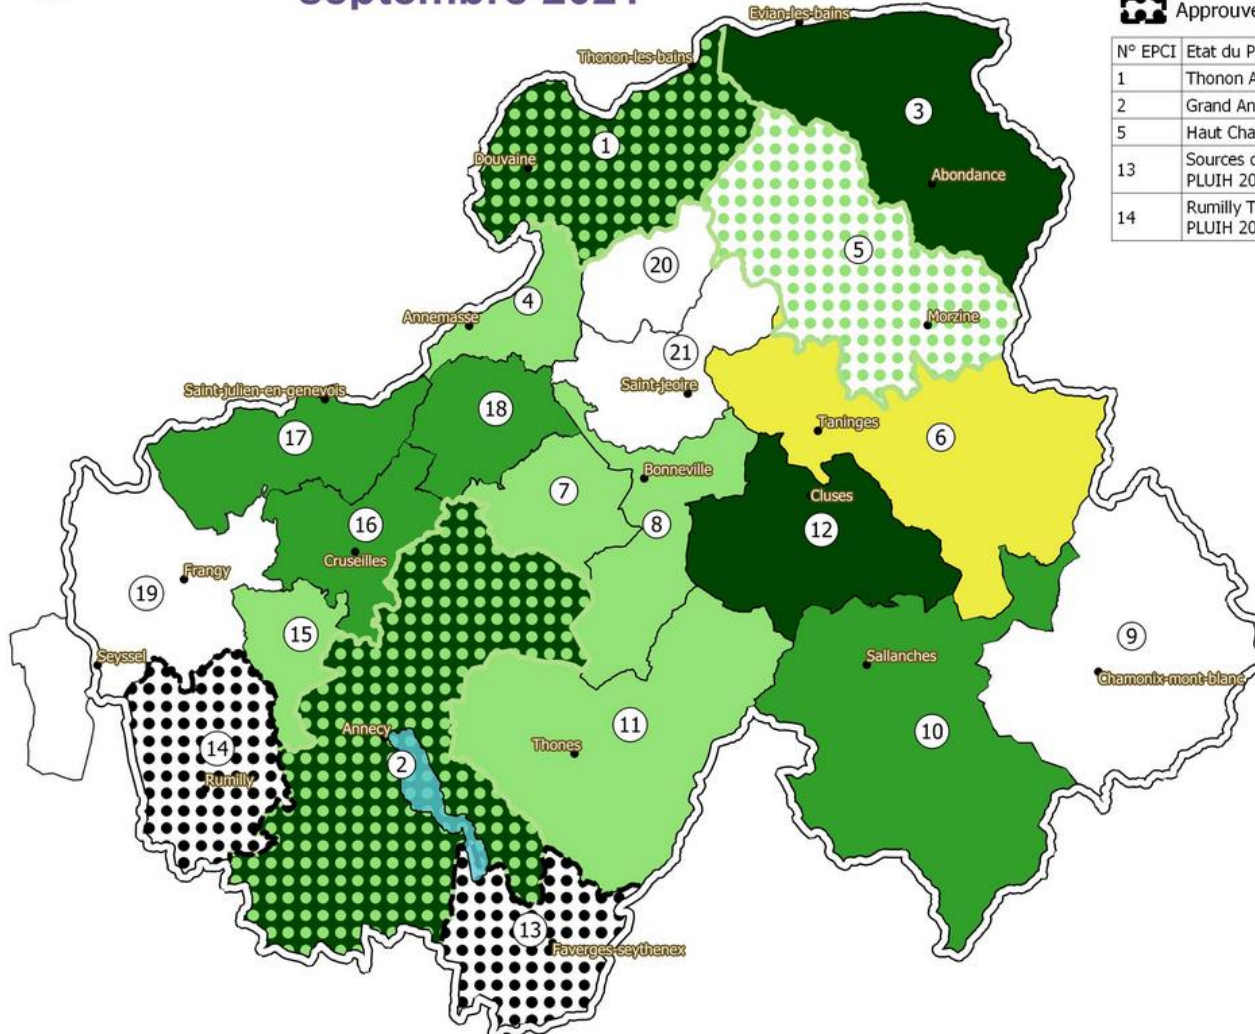 septembre
Approuvé
N° EPCI Etat du P
1 Thonon A
2 Grand An
5 Haut Cha
13 Sources d
PLUIH 20
14 Rumilly T
PLUIH 20
Evian-les-bains
Thonon-les-bains
3
1
Douvaine
Abondance
5
20
4
Annemasse
Morzine
21
Saint-jeoire
Saint-julien-en-genevois
18
17
Taninges
6
Bonneville
7
Cluses
8
12
16
Cruseilles
Frangy
19
15
9
Seyssel
Sallanches
Chamonix-mont-blanc
11
10
Annecy
14
Thones
2
Rumilly
13
Faverges-seythenex